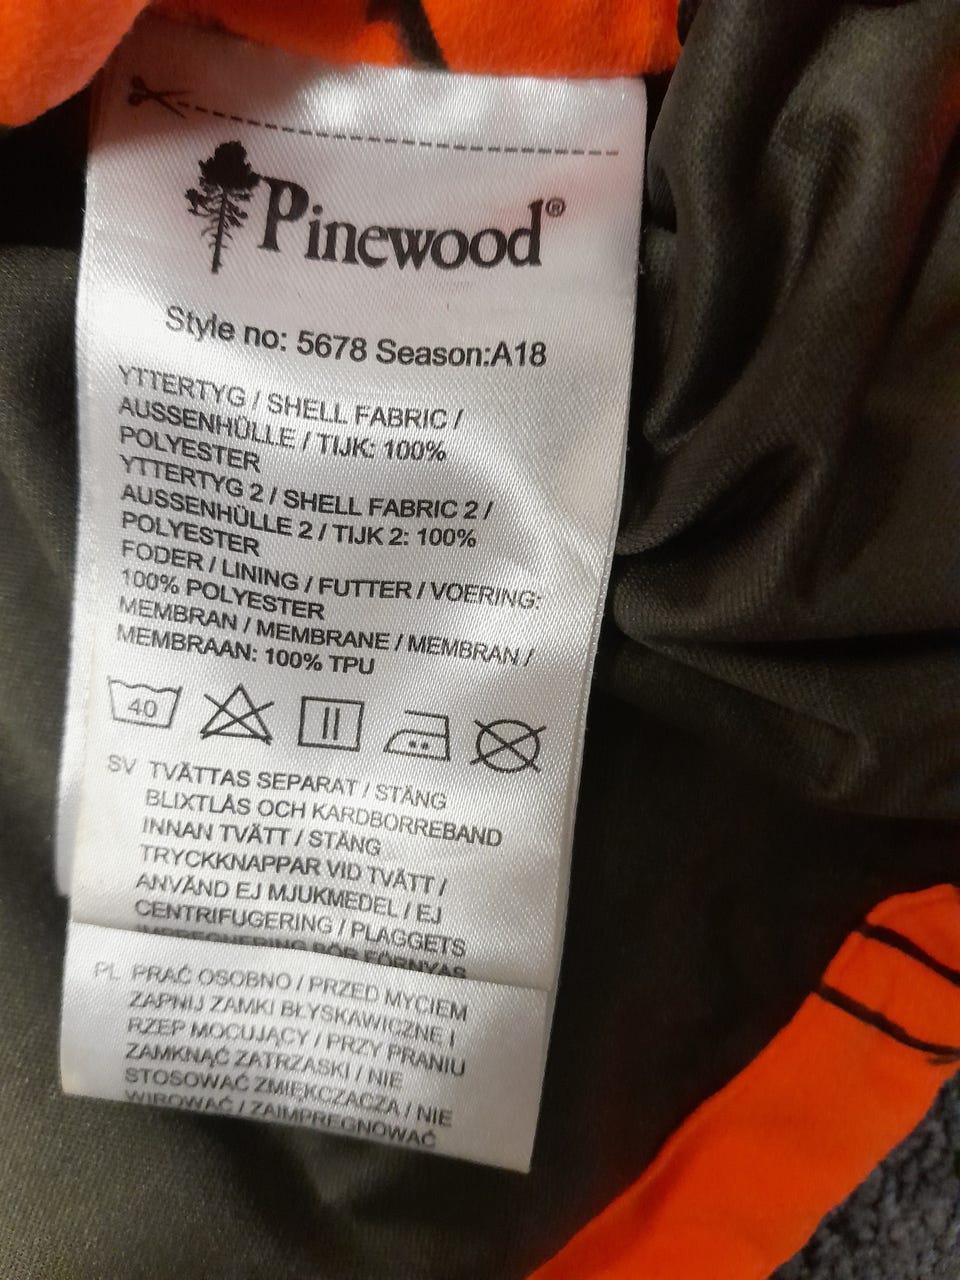 Pinewood®
Style no: 5678 Season:A18
YTTERTYG / SHELL FABRIC /
AUSSENHÜLLE / TIJK: 100%
POLYESTER
YTTERTYG 2 / SHELL FABRIC 2 /
AUSSENHÜLLE 2 / TIJK 2: 100%
POLYESTER
FODER / LINING / FUTTER / VOERING:
100% POLYESTER
MEMBRAN / MEMBRANE / MEMBRAN /
MEMBRAAN: 100% TPU
40
SV TVÄTTAS SEPARAT / STÄNG
BLIXTLÅS OCH KARDBORREBAND
INNAN TVÄTT / STÄNG
TRYCKKNAPPAR VID TVÄTT /
ANVÄND EJ MJUKMEDEL / EJ
CENTRIFUGERING / PLAGGETS
IMPREGNERING BÖR FÖRNYAS
PL PRAĆ OSOBNO / PRZED MYCIEM
ZAPNIJ ZAMKI BŁYSKAWICZNE I
RZEP MOCUJĄCY / PRZY PRANIU
ZAMKNĄĆ ZATRZASKI / NIE
STOSOWAĆ ZMIĘKCZACZA / NIE
WIROWAĆ / ZAIMPREGNOWAĆ